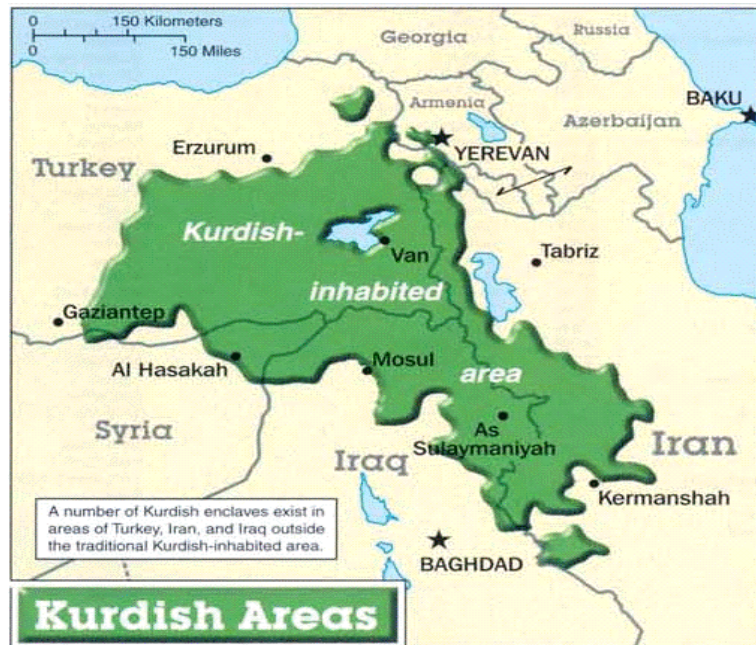 150 Kilometers
0
0
150 Miles
Georgia
Russia
Armenia
Azerbaijan
BAKU
YEREVAN
Erzurum
Turkey
Kurdish-
Van
Tabriz
inhabited
Gaziantep
Al Hasakah
Mosul
area
As
Sulaymaniyah
Syria
Iraq
Iran
Kermanshah
A number of Kurdish enclaves exist in
areas of Turkey, Iran, and Iraq outside
the traditional Kurdish-inhabited area.
BAGHDAD
Kurdish Areas